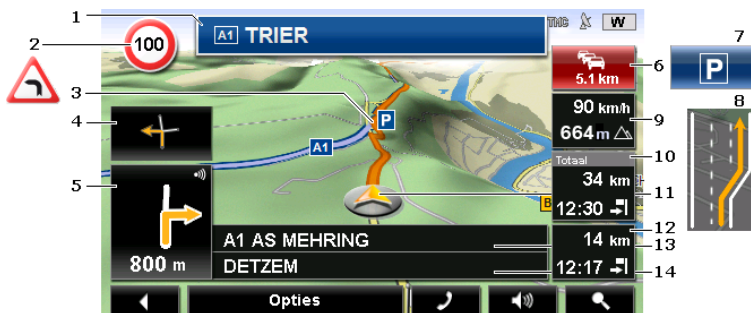 1
A1 TRIER
TMC
W
7
2
100
5.1 km
6
P
3
P
90 km/h
8
4
A1
664 m
9
Totaal
10
5
34 km
11
B
12:30
12
A1 AS MEHRING
14 km
13
800 m
DETZEM
12:17
14
Opties